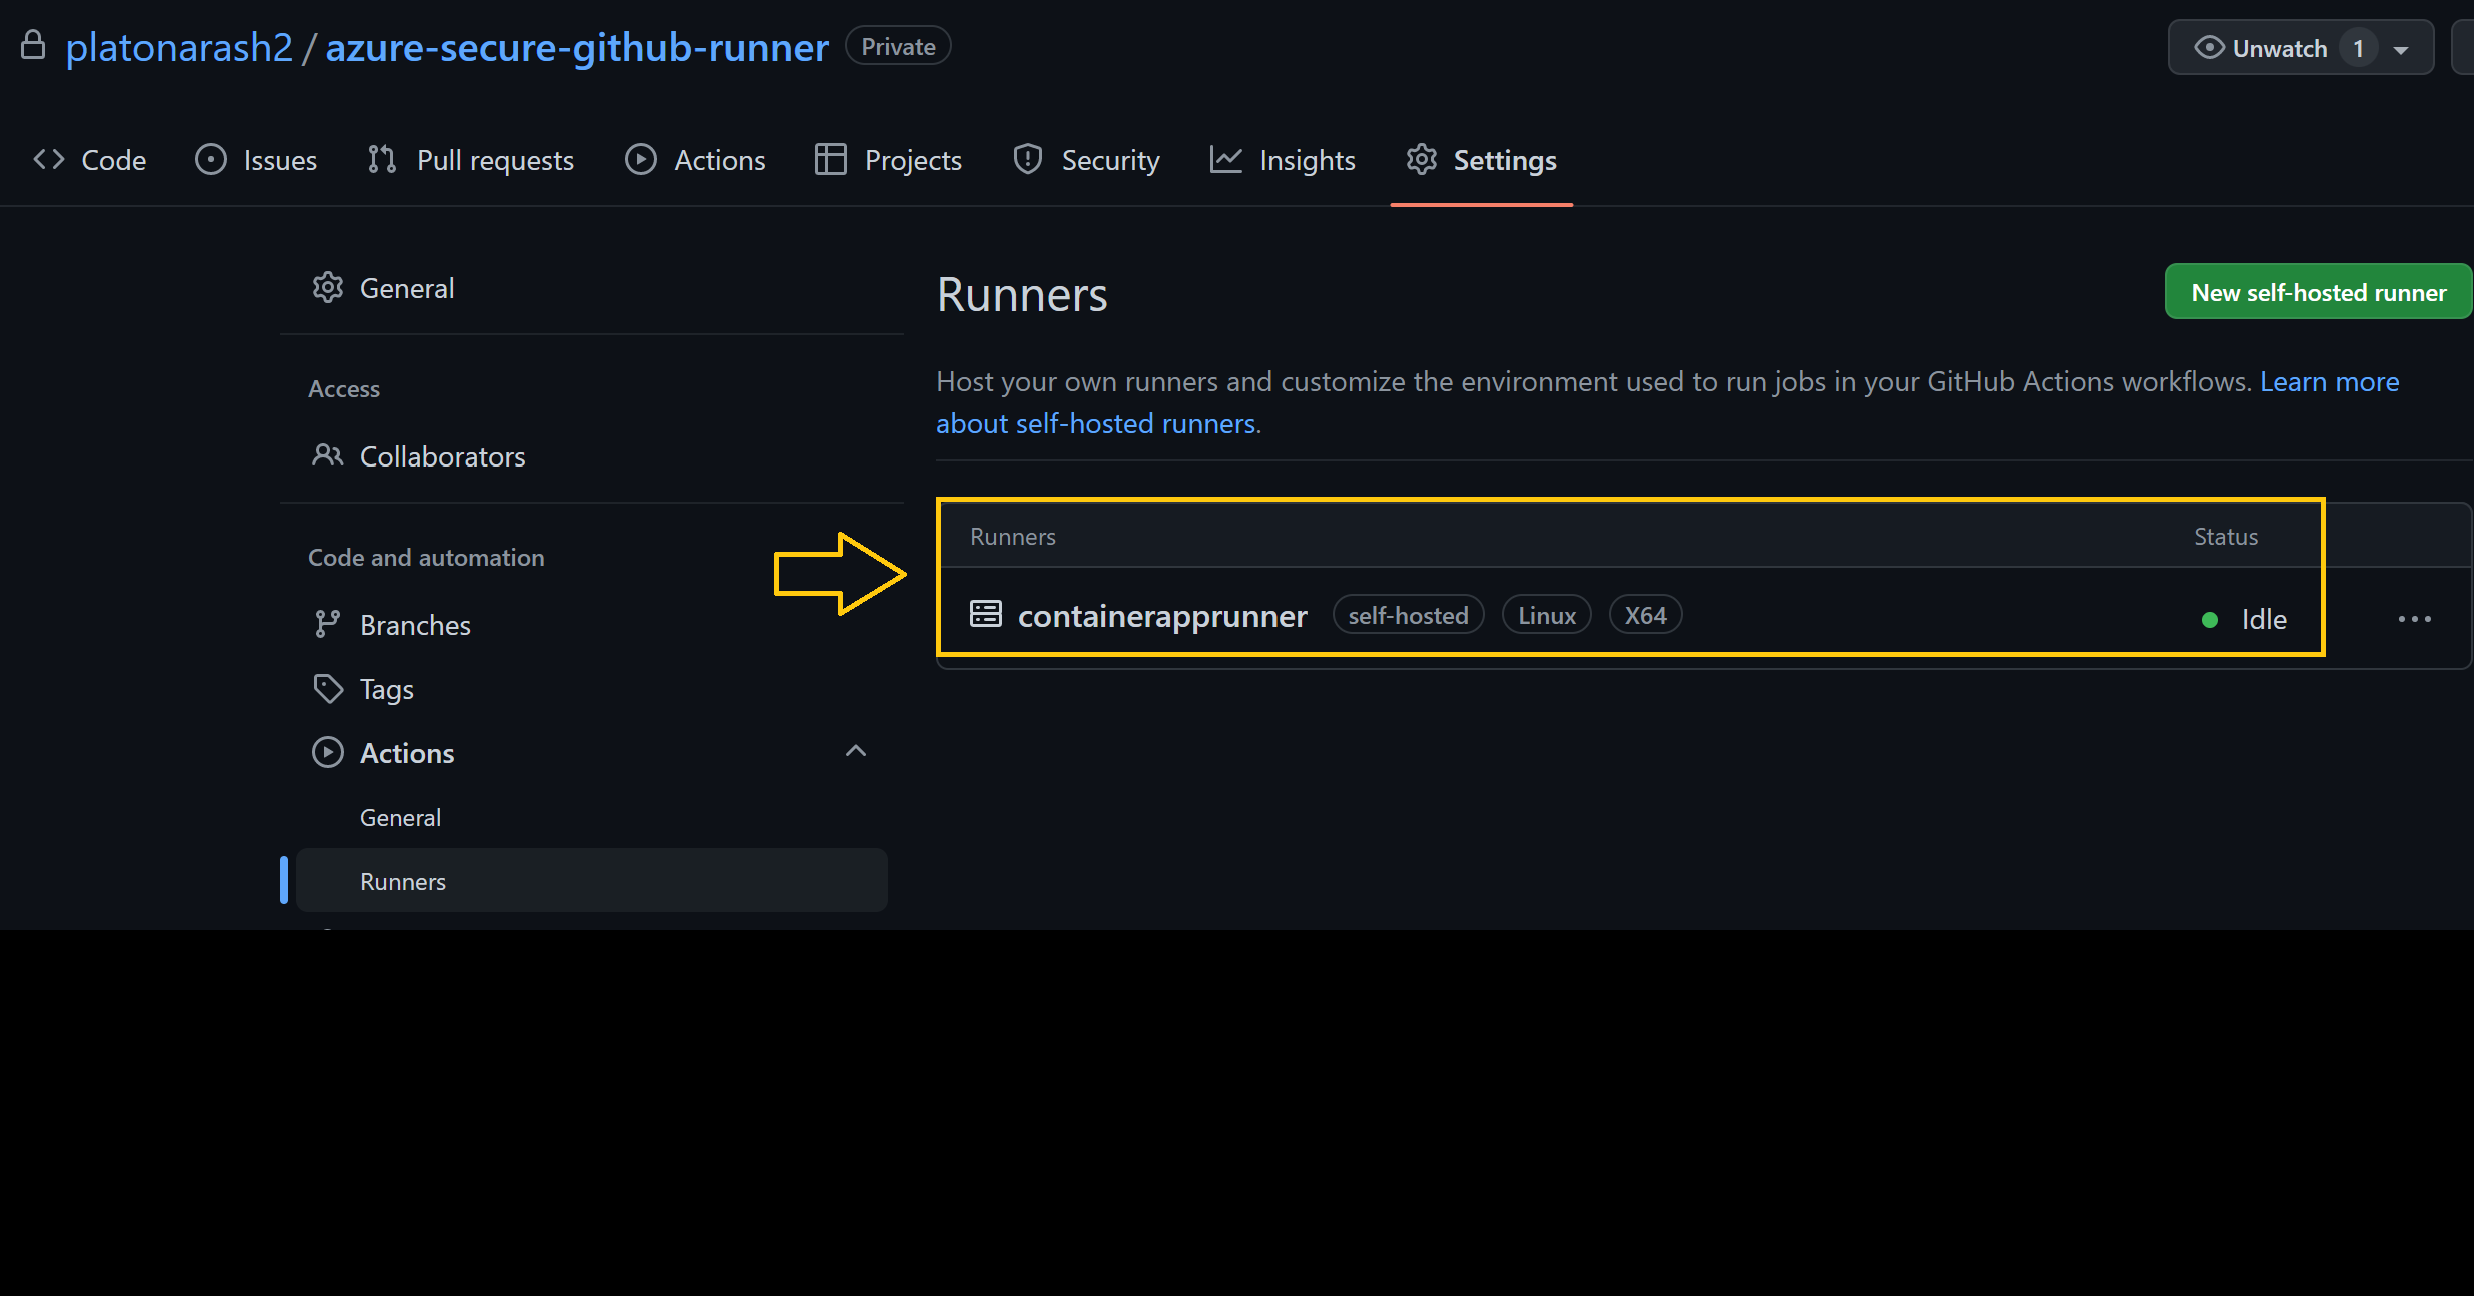 platonarash2 / azure-secure-github-runner Private Unwatch 1
Code Issues Pull requests Actions Projects Security Insights Settings
General
Access
Collaborators
Code and automation
Branches
Tags
Actions
General
Runners
Runners New self-hosted runner
Host your own runners and customize the environment used to run jobs in your GitHub Actions workflows. Learn more
about self-hosted runners.
Runners Status
containerapprunner self-hosted Linux X64 Idle